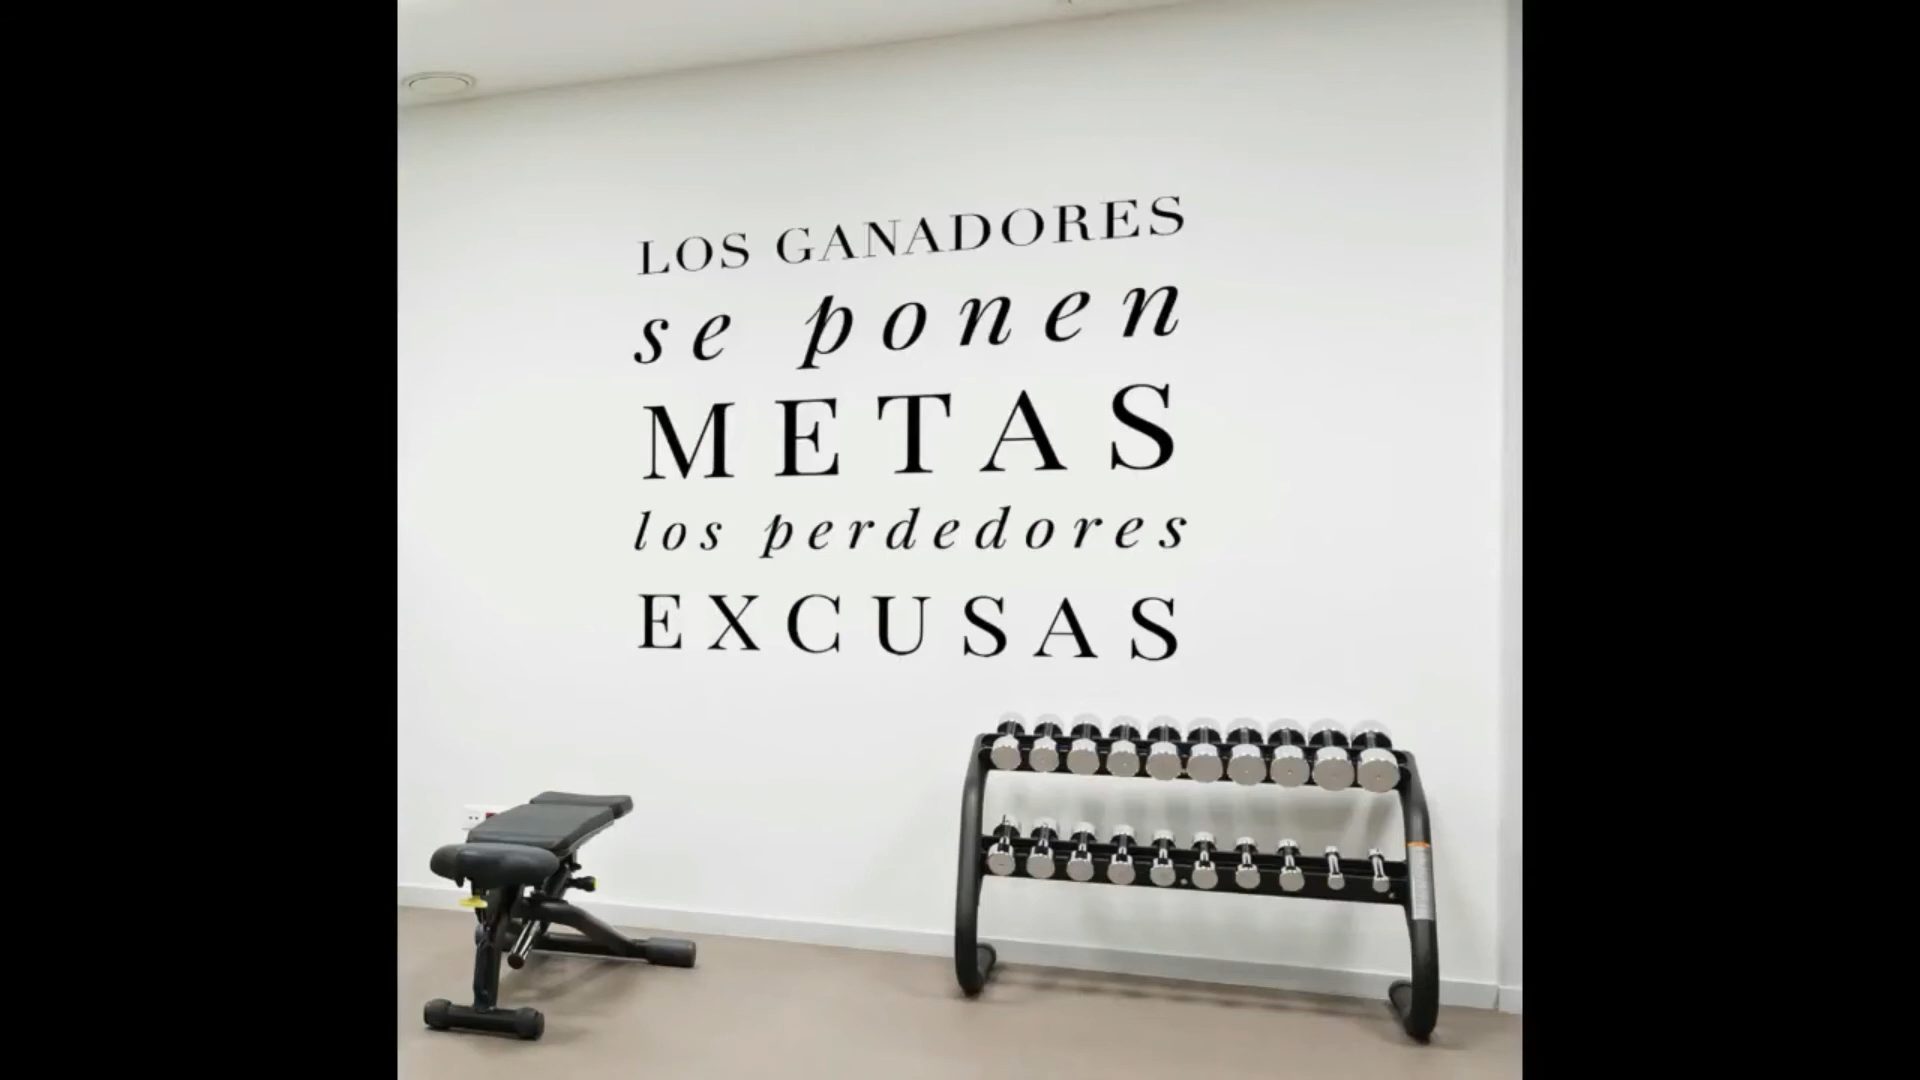 LOS GANADORES
se ponen
METAS
los perdedores
EXCUSAS